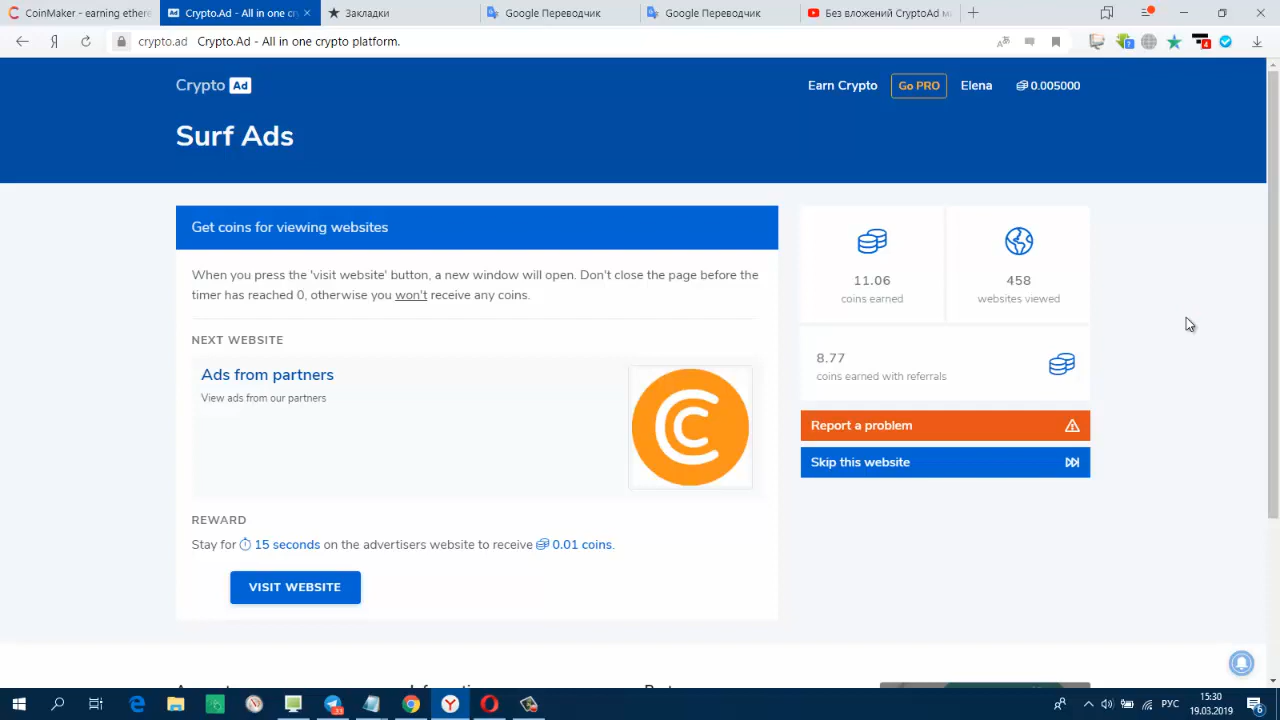 CoinMaker - earning ethere
Ad Crypto.Ad - All in one cr
Закладки
Google Переводчик
Google Переводчик
Без вложений CryptoAd м
crypto.ad Crypto.Ad - All in one crypto platform.
Crypto Ad
Earn Crypto
Go PRO
Elena
0.005000
Surf Ads
Get coins for viewing websites
When you press the 'visit website' button, a new window will open. Don't close the page before the
timer has reached 0, otherwise you won't receive any coins.
NEXT WEBSITE
Ads from partners
View ads from our partners
REWARD
Stay for 15 seconds on the advertisers website to receive 0.01 coins.
VISIT WEBSITE
11.06
coins earned
458
websites viewed
8.77
coins earned with referrals
Report a problem
Skip this website
РУС
15:30
19.03.2019